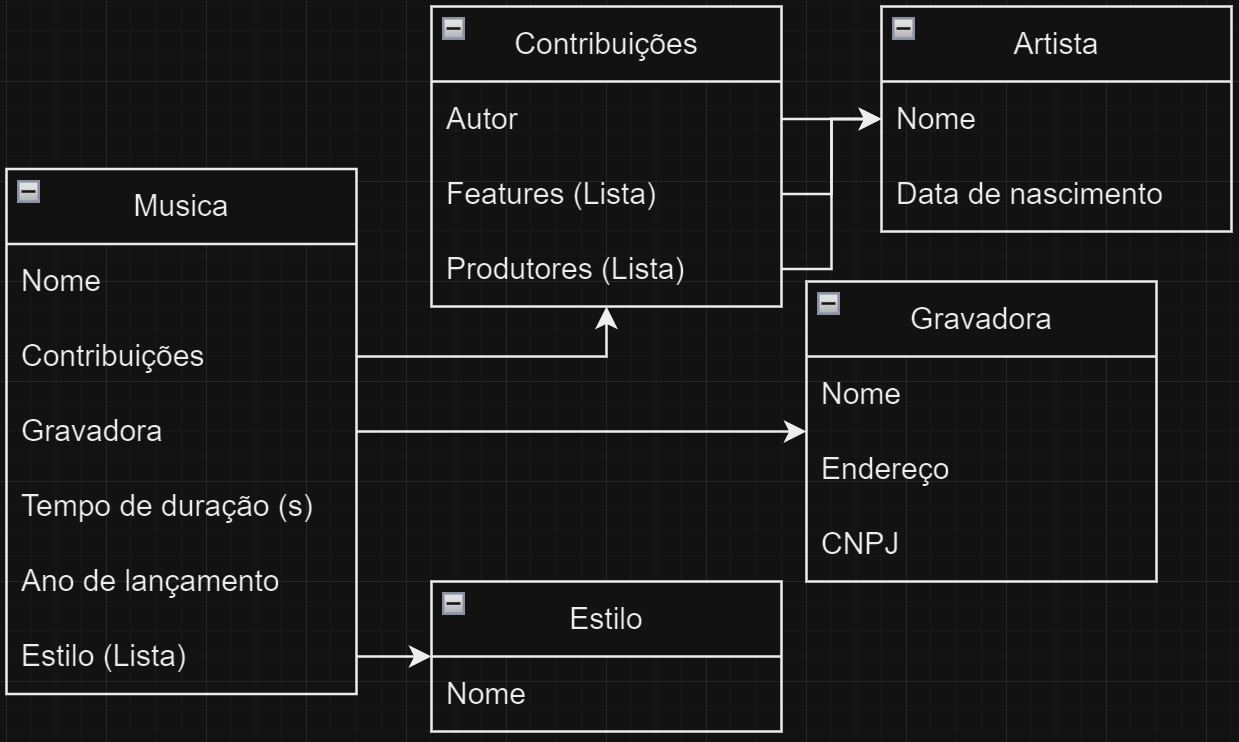 Contribuições
Autor
Features (Lista)
Produtores (Lista)
Artista
Nome
Data de nascimento
Musica
Nome
Contribuições
Gravadora
Tempo de duração (s)
Ano de lançamento
Estilo (Lista)
Gravadora
Nome
Endereço
CNPJ
Estilo
Nome